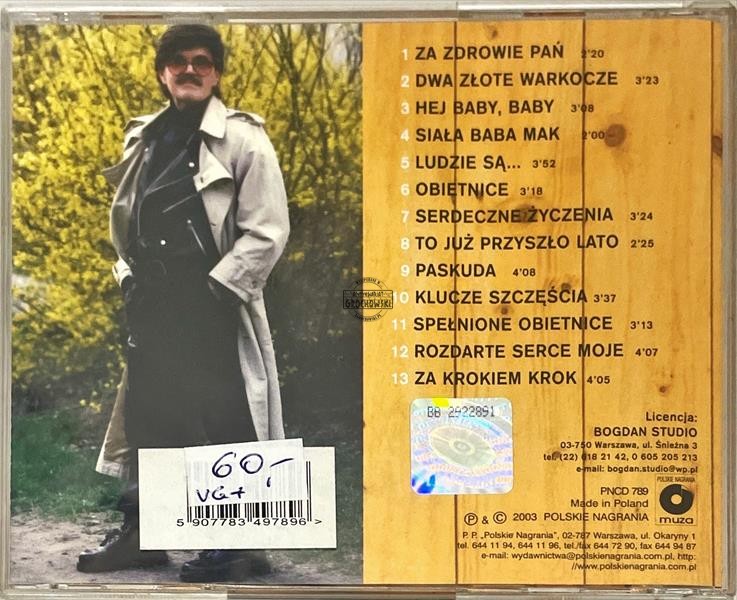 1 ZA ZDROWIE PAŃ 2'20
2 DWA ZŁOTE WARKOCZE 3'23
3 HEJ BABY, BABY 3'08
4 SIAŁA BABA MAK 2'00
5 LUDZIE SĄ... 3'52
6 OBIETNICE 3'18
7 SERDECZNE ŻYCZENIA 3'24
8 TO JUŻ PRZYSZŁO LATO 2'25
9 PASKUDA 4'08
10 KLUCZE SZCZĘŚCIA 3'37
11 SPEŁNIONE OBIETNICE 3'13
12 ROZDARTE SERCE MOJE 4'07
13 ZA KROKIEM KROK 4'05
GROCHOWSKI
BB 2922891
Licencja:
BOGDAN STUDIO
03-750 Warszawa, ul. Śnieżna 3
tel. (22) 618 21 42, 0 605 205 213
e-mail: bogdan.studio@wp.pl
PNCD 789
Made in Poland
Ⓟ & © 2003 POLSKIE NAGRANIA
POLSKIE NAGRANIA
muza
P. P. „Polskie Nagrania", 02-787 Warszawa, ul. Okaryny 1
tel. 644 11 94, 644 11 96, tel./fax 644 72 90, fax 644 94 87
e-mail: wydawnictwa@polskienagrania.com.pl, http:
//www.polskienagrania.com.pl
60,-
VG+
5 907783 497896 >